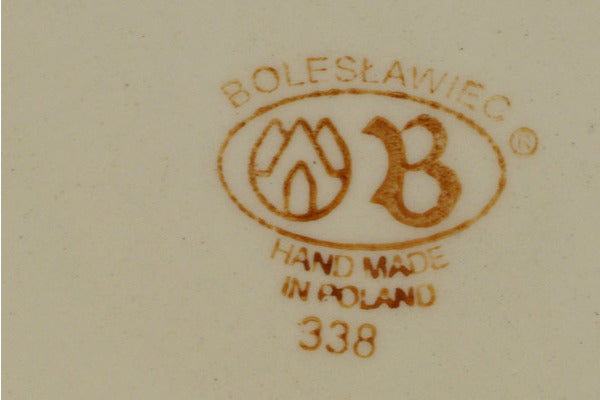 BOLESŁAWIEC
B ®
HAND MADE
IN POLAND
338